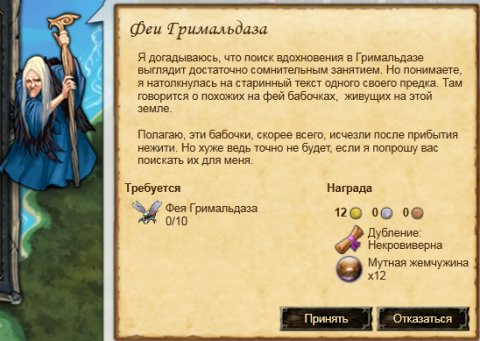 Феи Гримальдаза
Я догадываюсь, что поиск вдохновения в Гримальдазе
выглядит достаточно сомнительным занятием. Но понимаете,
я натолкнулась на старинный текст одного своего предка. Там
говорится о похожих на фей бабочках, живущих на этой
земле.
Полагаю, эти бабочки, скорее всего, исчезли после прибытия
нежити. Но хуже ведь точно не будет, если я попрошу вас
поискать их для меня.
Требуется
Фея Гримальдаза
0/10
Награда
12 0 0
Дубление:
Некровиверна
Мутная жемчужина
x12
Принять Отказаться